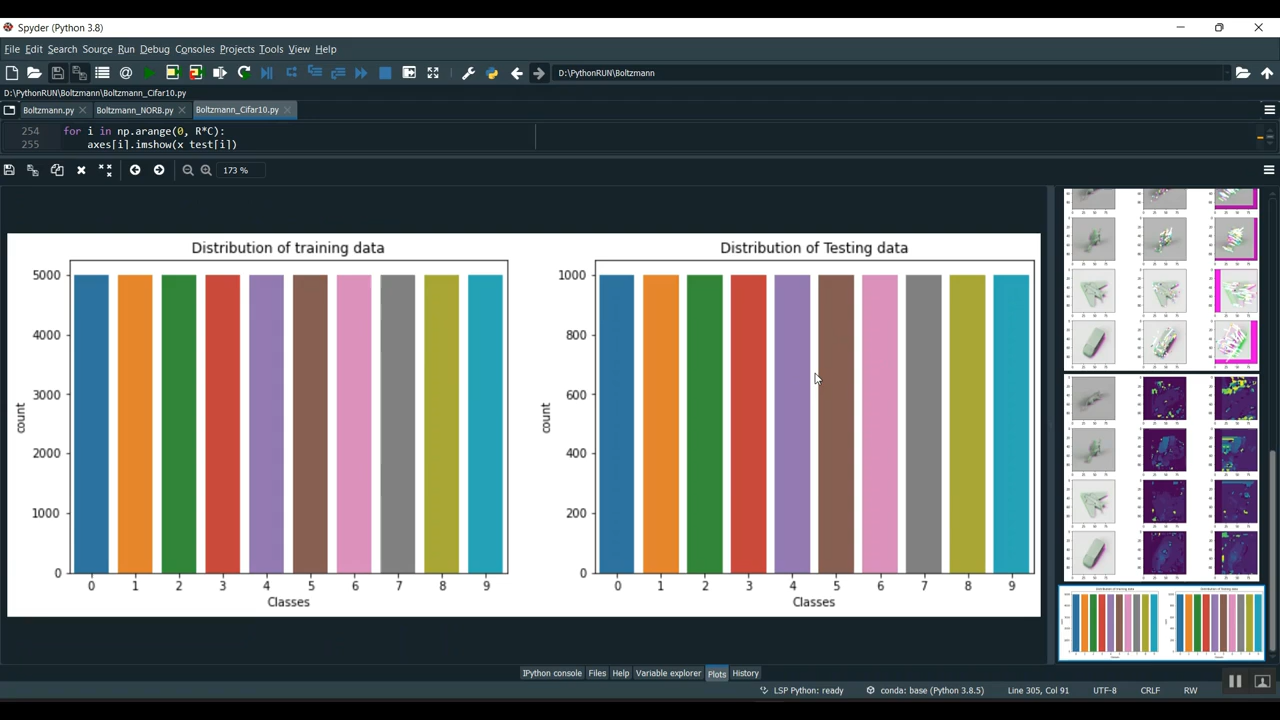 Spyder (Python 3.8)
File Edit Search Source Run Debug Consoles Projects Tools View Help
D:\PythonRUN\Boltzmann
D:\PythonRUN\Boltzmann\Boltzmann_Cifar10.py
Boltzmann.py Boltzmann_NORB.py Boltzmann_Cifar10.py
254 for i in np.arange(0, R*C):
255 axes[i].imshow(x_test[i])
173 %
Distribution of training data
5000
4000
3000
2000
1000
0
count
0 1 2 3 4 5 6 7 8 9
Classes
Distribution of Testing data
1000
800
600
400
200
0
count
0 1 2 3 4 5 6 7 8 9
Classes
IPython console Files Help Variable explorer Plots History
LSP Python: ready conda: base (Python 3.8.5) Line 305, Col 91 UTF-8 CRLF RW